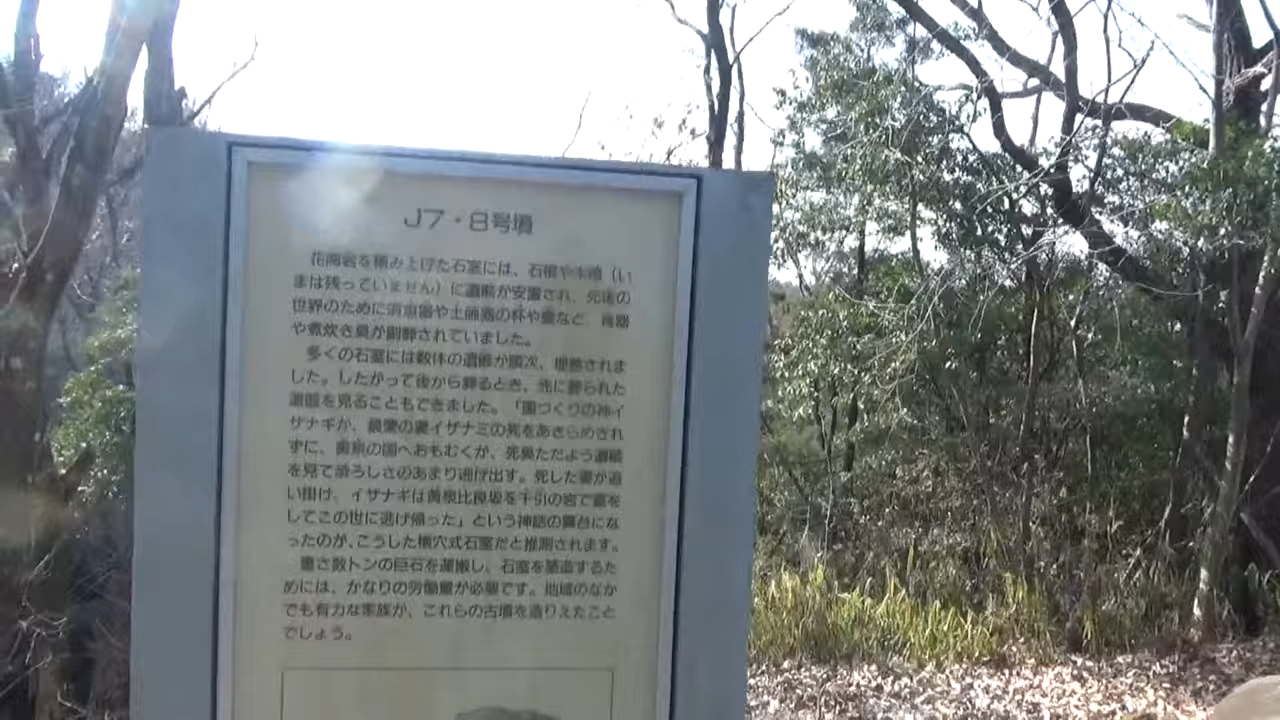 J7・8号墳
花崗岩を積み上げた石室には、石棺や木棺（い
まは残っていません）に遺骸が安置され、死後の
世界のために須恵器や土師器の杯や壷など、食器
や煮炊き具が副葬されていました。
多くの石室には数体の遺骸が順次、埋葬されま
した。したがって後から葬るとき、先に葬られた
遺骸を見ることもできました。「国づくりの神イ
ザナギが、最愛の妻イザナミの死をあきらめきれ
ずに、黄泉の国へおもむくが、死臭ただよう遺骸
を見て恐ろしさのあまり逃げ出す。死した妻が追
い掛け、イザナギは黄泉比良坂を千引の岩で蓋を
してこの世に逃げ帰った」という神話の舞台にな
ったのが、こうした横穴式石室だと推測されます。
重さ数トンの巨石を運搬し、石室を築造するた
めには、かなりの労働量が必要です。地域のなか
でも有力な家族が、これらの古墳を造りえたこと
でしょう。